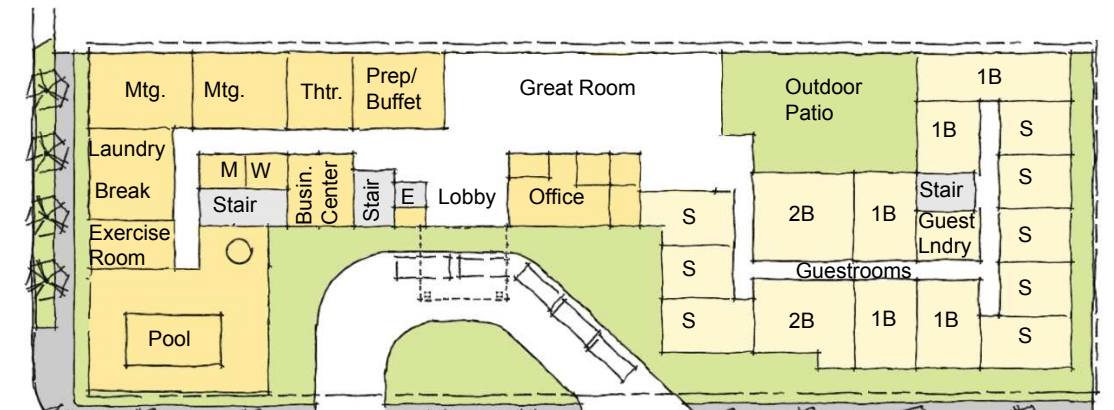 Mtg.
Mtg.
Thtr.
Prep/
Buffet
Great Room
Outdoor
Patio
1B
Laundry
Break
M
W
Stair
Busin.
Center
Stair
E
Lobby
Office
1B
S
S
Stair
Guest
Lndry
S
2B
1B
S
Exercise
Room
S
Guestrooms
S
Pool
S
2B
1B
1B
S